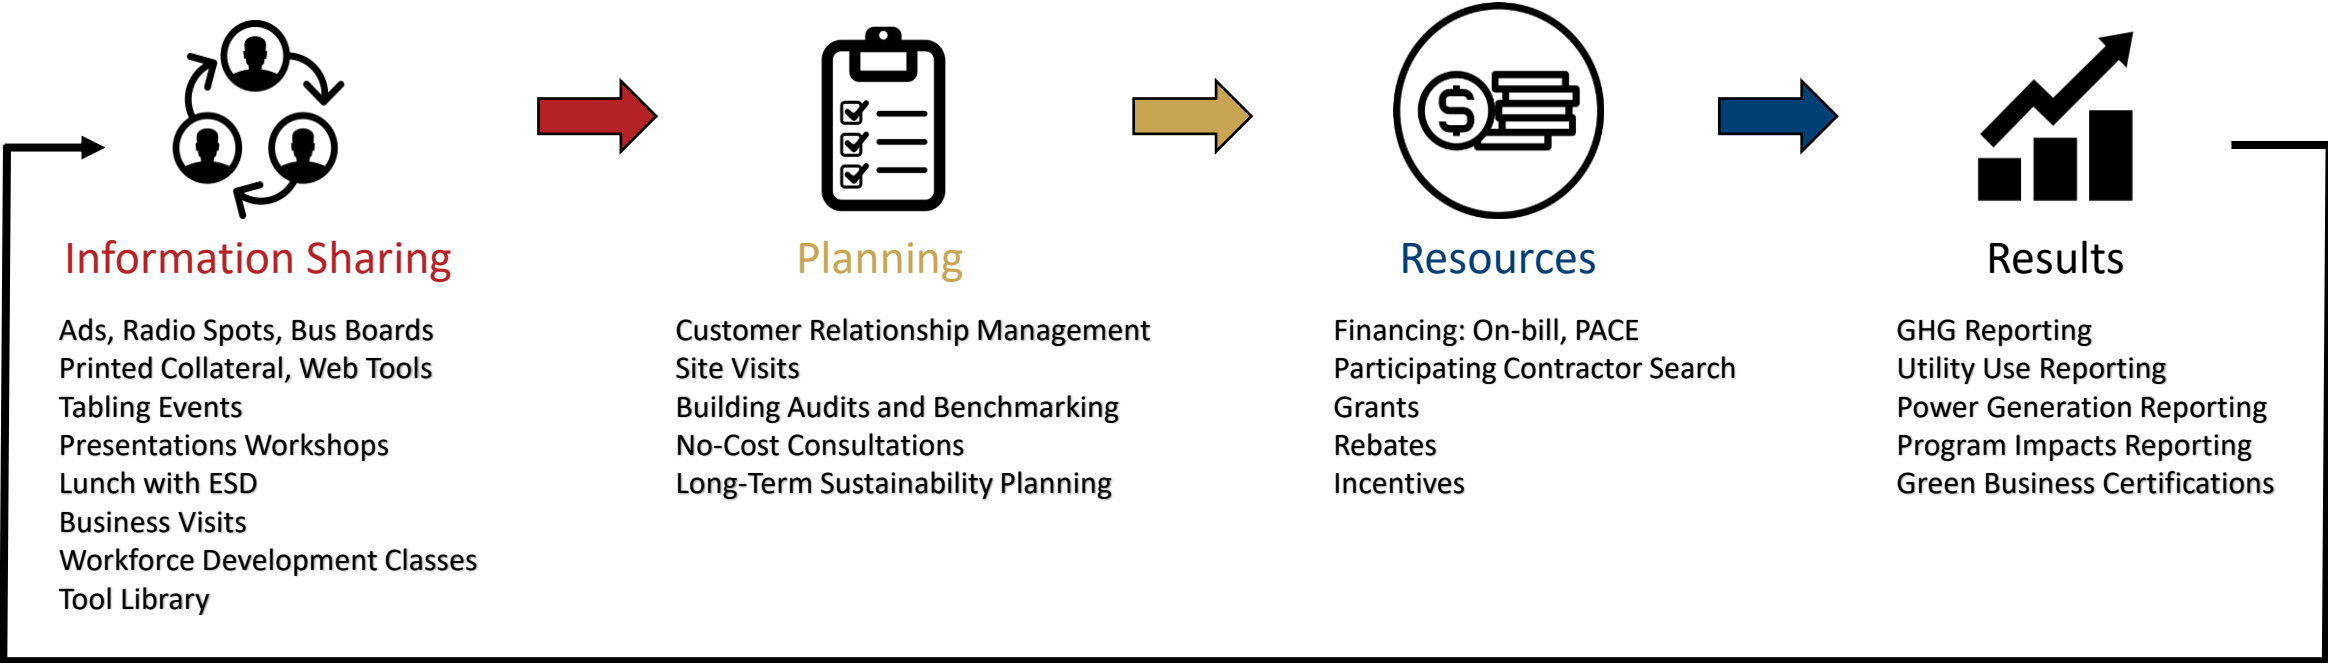 Information Sharing
Ads, Radio Spots, Bus Boards
Printed Collateral, Web Tools
Tabling Events
Presentations Workshops
Lunch with ESD
Business Visits
Workforce Development Classes
Tool Library
Planning
Customer Relationship Management
Site Visits
Building Audits and Benchmarking
No-Cost Consultations
Long-Term Sustainability Planning
$
Resources
Financing: On-bill, PACE
Participating Contractor Search
Grants
Rebates
Incentives
Results
GHG Reporting
Utility Use Reporting
Power Generation Reporting
Program Impacts Reporting
Green Business Certifications